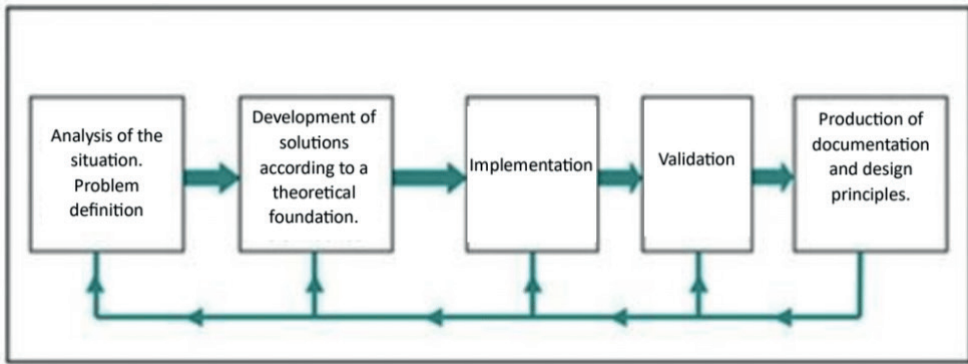 Analysis of the
situation.
Problem
definition
Development of
solutions
according to a
theoretical
foundation.
Implementation
Validation
Production of
documentation
and design
principles.